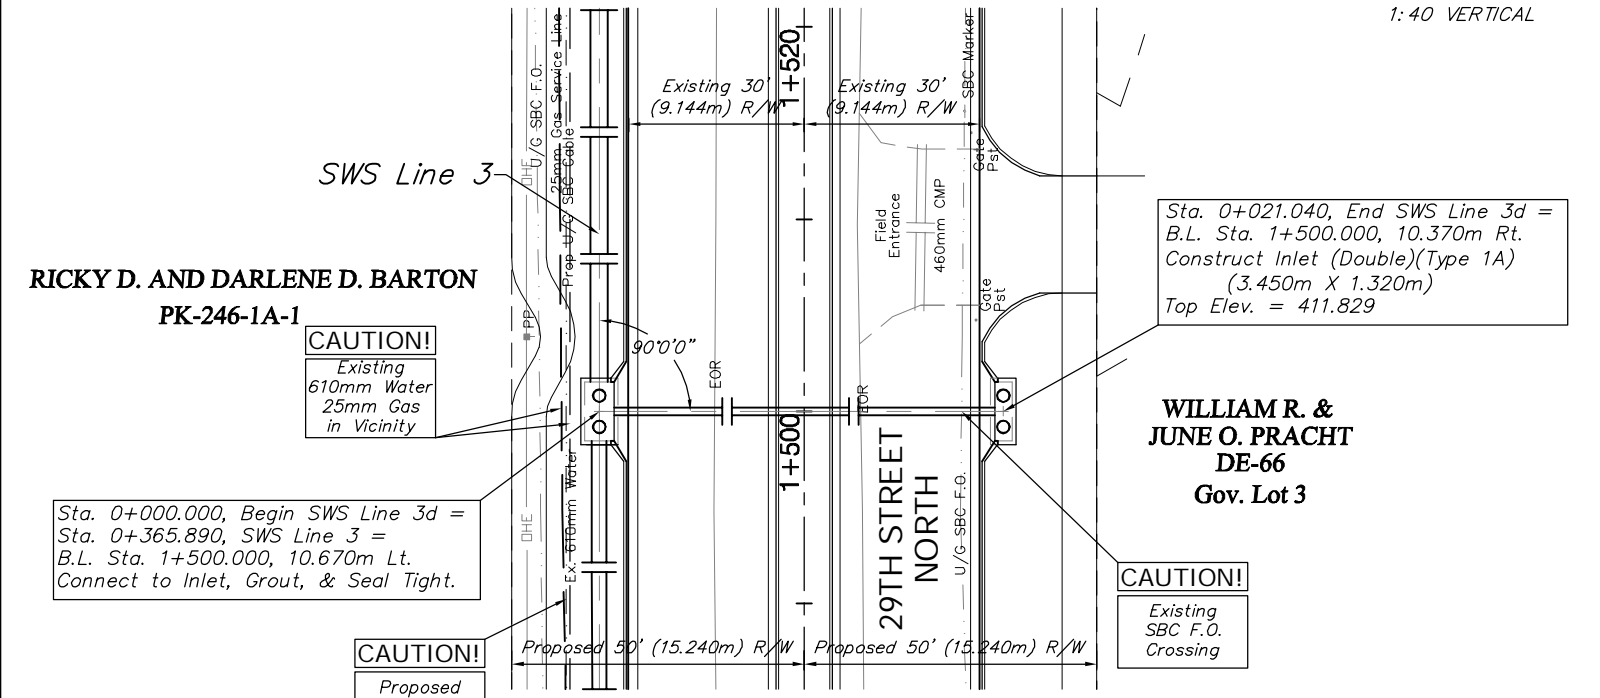 1:40 VERTICAL
1+520
Existing 30'
(9.144m) R/W
Existing 30'
(9.144m) R/W
U/G SBC F.O.
25mm Gas Service Line
Prop U/G SBC Cable
OHE
SBC Marker
Gate
Pst
SWS Line 3
Field
Entrance
460mm CMP
Sta. 0+021.040, End SWS Line 3d =
B.L. Sta. 1+500.000, 10.370m Rt.
Construct Inlet (Double)(Type 1A)
(3.450m X 1.320m)
Top Elev. = 411.829
RICKY D. AND DARLENE D. BARTON
PK-246-1A-1
Gate
Pst
PP
CAUTION!
Existing
610mm Water
25mm Gas
in Vicinity
90°0'0"
EOR
EOR
1+500
WILLIAM R. &
JUNE O. PRACHT
DE-66
Gov. Lot 3
29TH STREET
NORTH
U/G SBC F.O.
Sta. 0+000.000, Begin SWS Line 3d =
Sta. 0+365.890, SWS Line 3 =
B.L. Sta. 1+500.000, 10.670m Lt.
Connect to Inlet, Grout, & Seal Tight.
OHE
Ex. 610mm Water
CAUTION!
Existing
SBC F.O.
Crossing
Proposed 50' (15.240m) R/W
Proposed 50' (15.240m) R/W
CAUTION!
Proposed